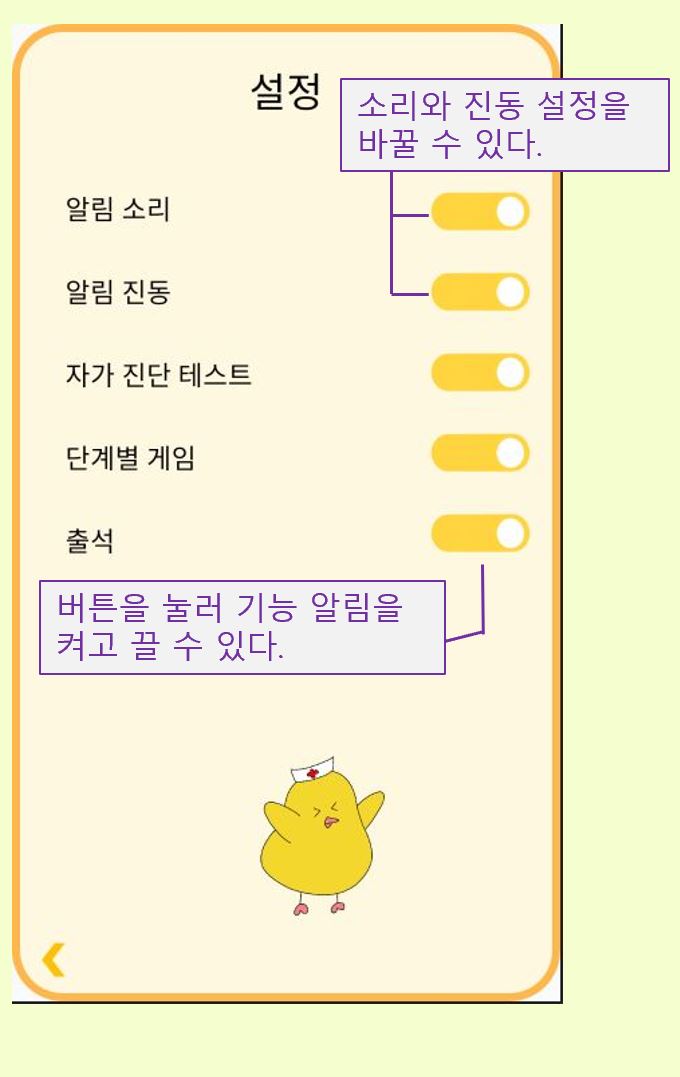 설정
소리와 진동 설정을
바꿀 수 있다.
알림 소리
알림 진동
자가 진단 테스트
단계별 게임
출석
버튼을 눌러 기능 알림을
켜고 끌 수 있다.